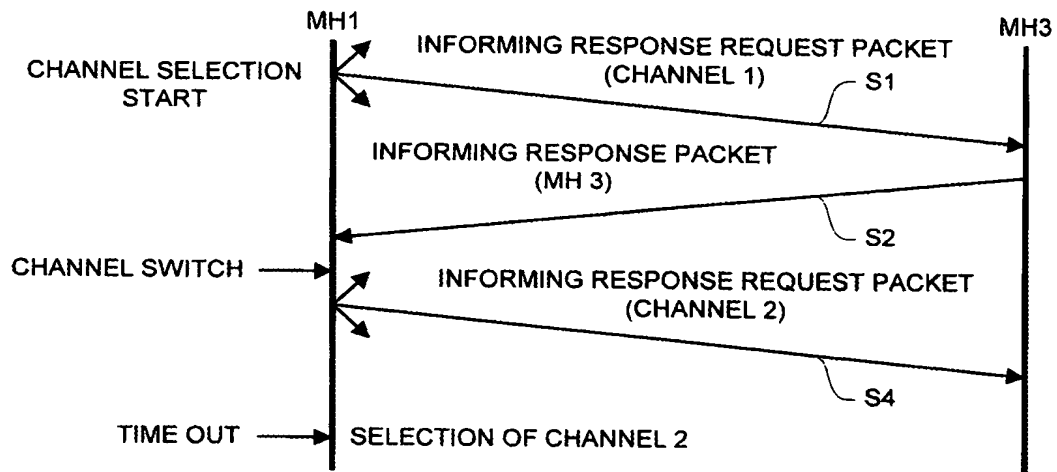 MH1
MH3
INFORMING RESPONSE REQUEST PACKET
(CHANNEL 1)
CHANNEL SELECTION
START
S1
INFORMING RESPONSE PACKET
(MH 3)
S2
CHANNEL SWITCH
INFORMING RESPONSE REQUEST PACKET
(CHANNEL 2)
S4
TIME OUT
SELECTION OF CHANNEL 2